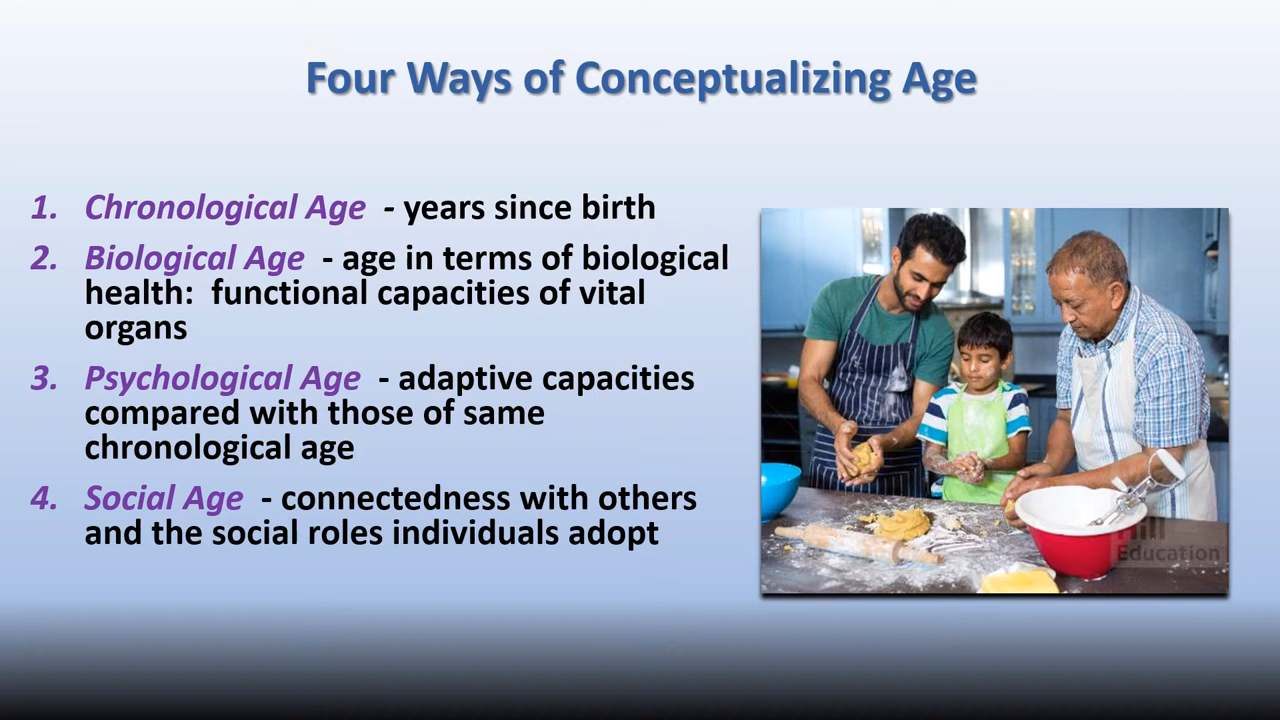 Four Ways of Conceptualizing Age
1. Chronological Age - years since birth
2. Biological Age - age in terms of biological
health: functional capacities of vital
organs
3. Psychological Age - adaptive capacities
compared with those of same
chronological age
4. Social Age - connectedness with others
and the social roles individuals adopt
Education